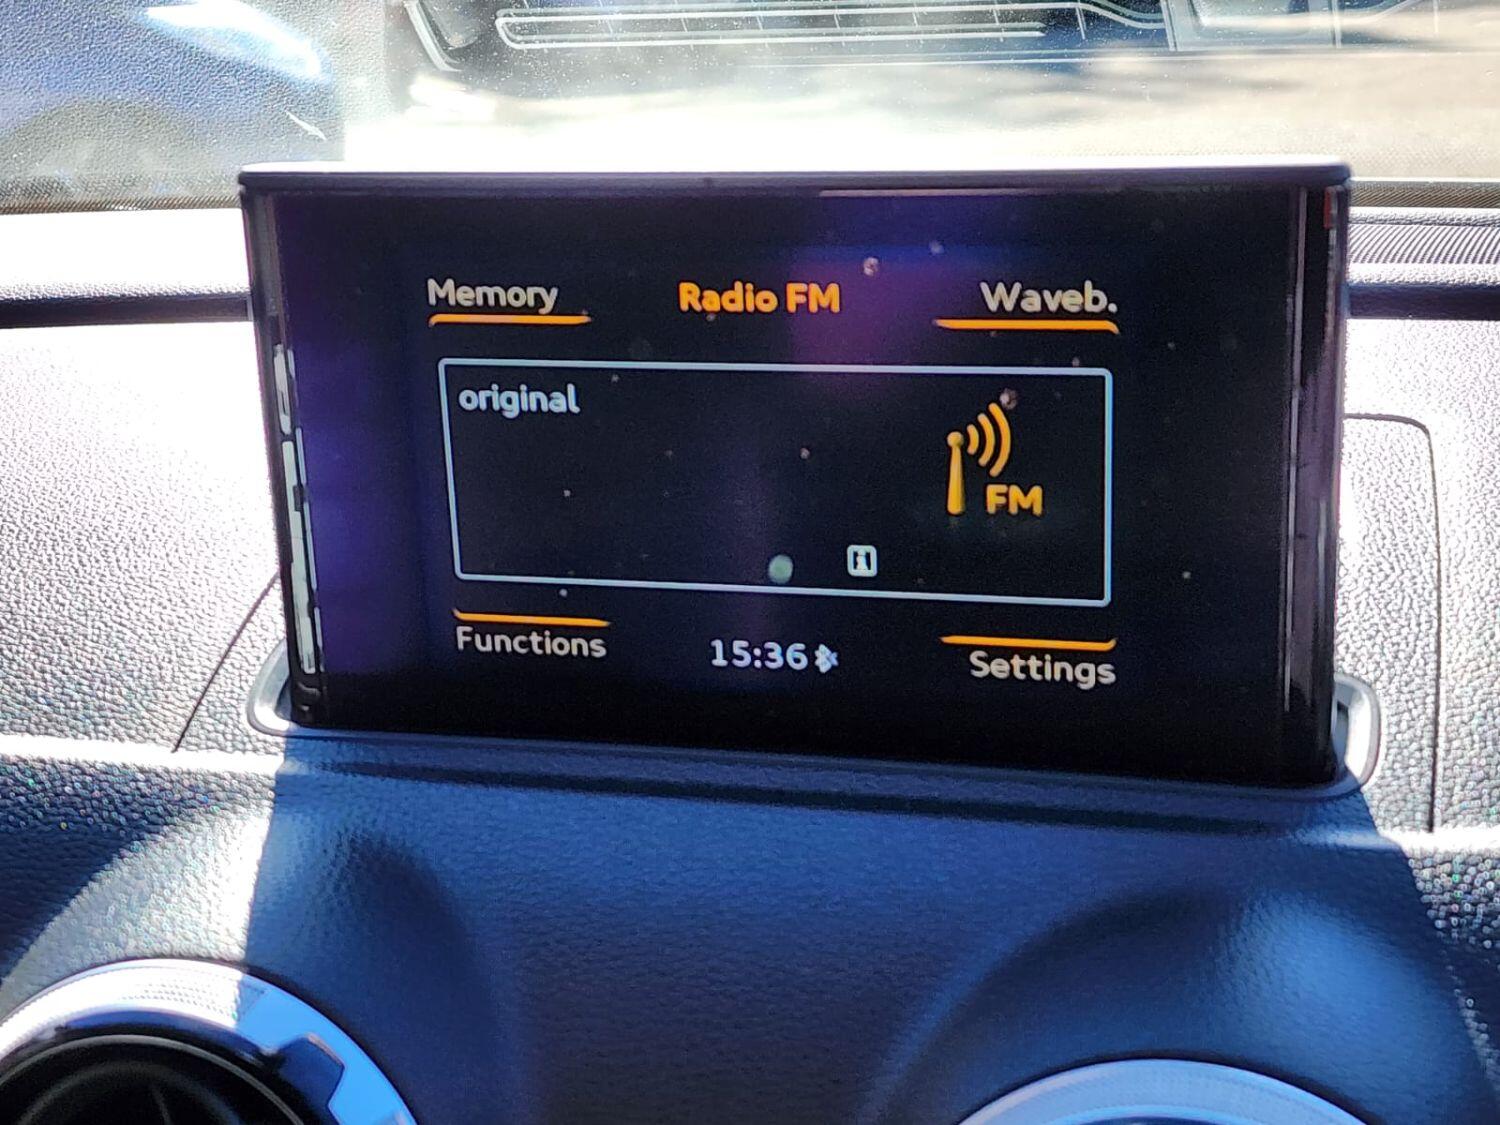 Memory Radio FM Waveb.
original
FM
Functions 15:36 Settings